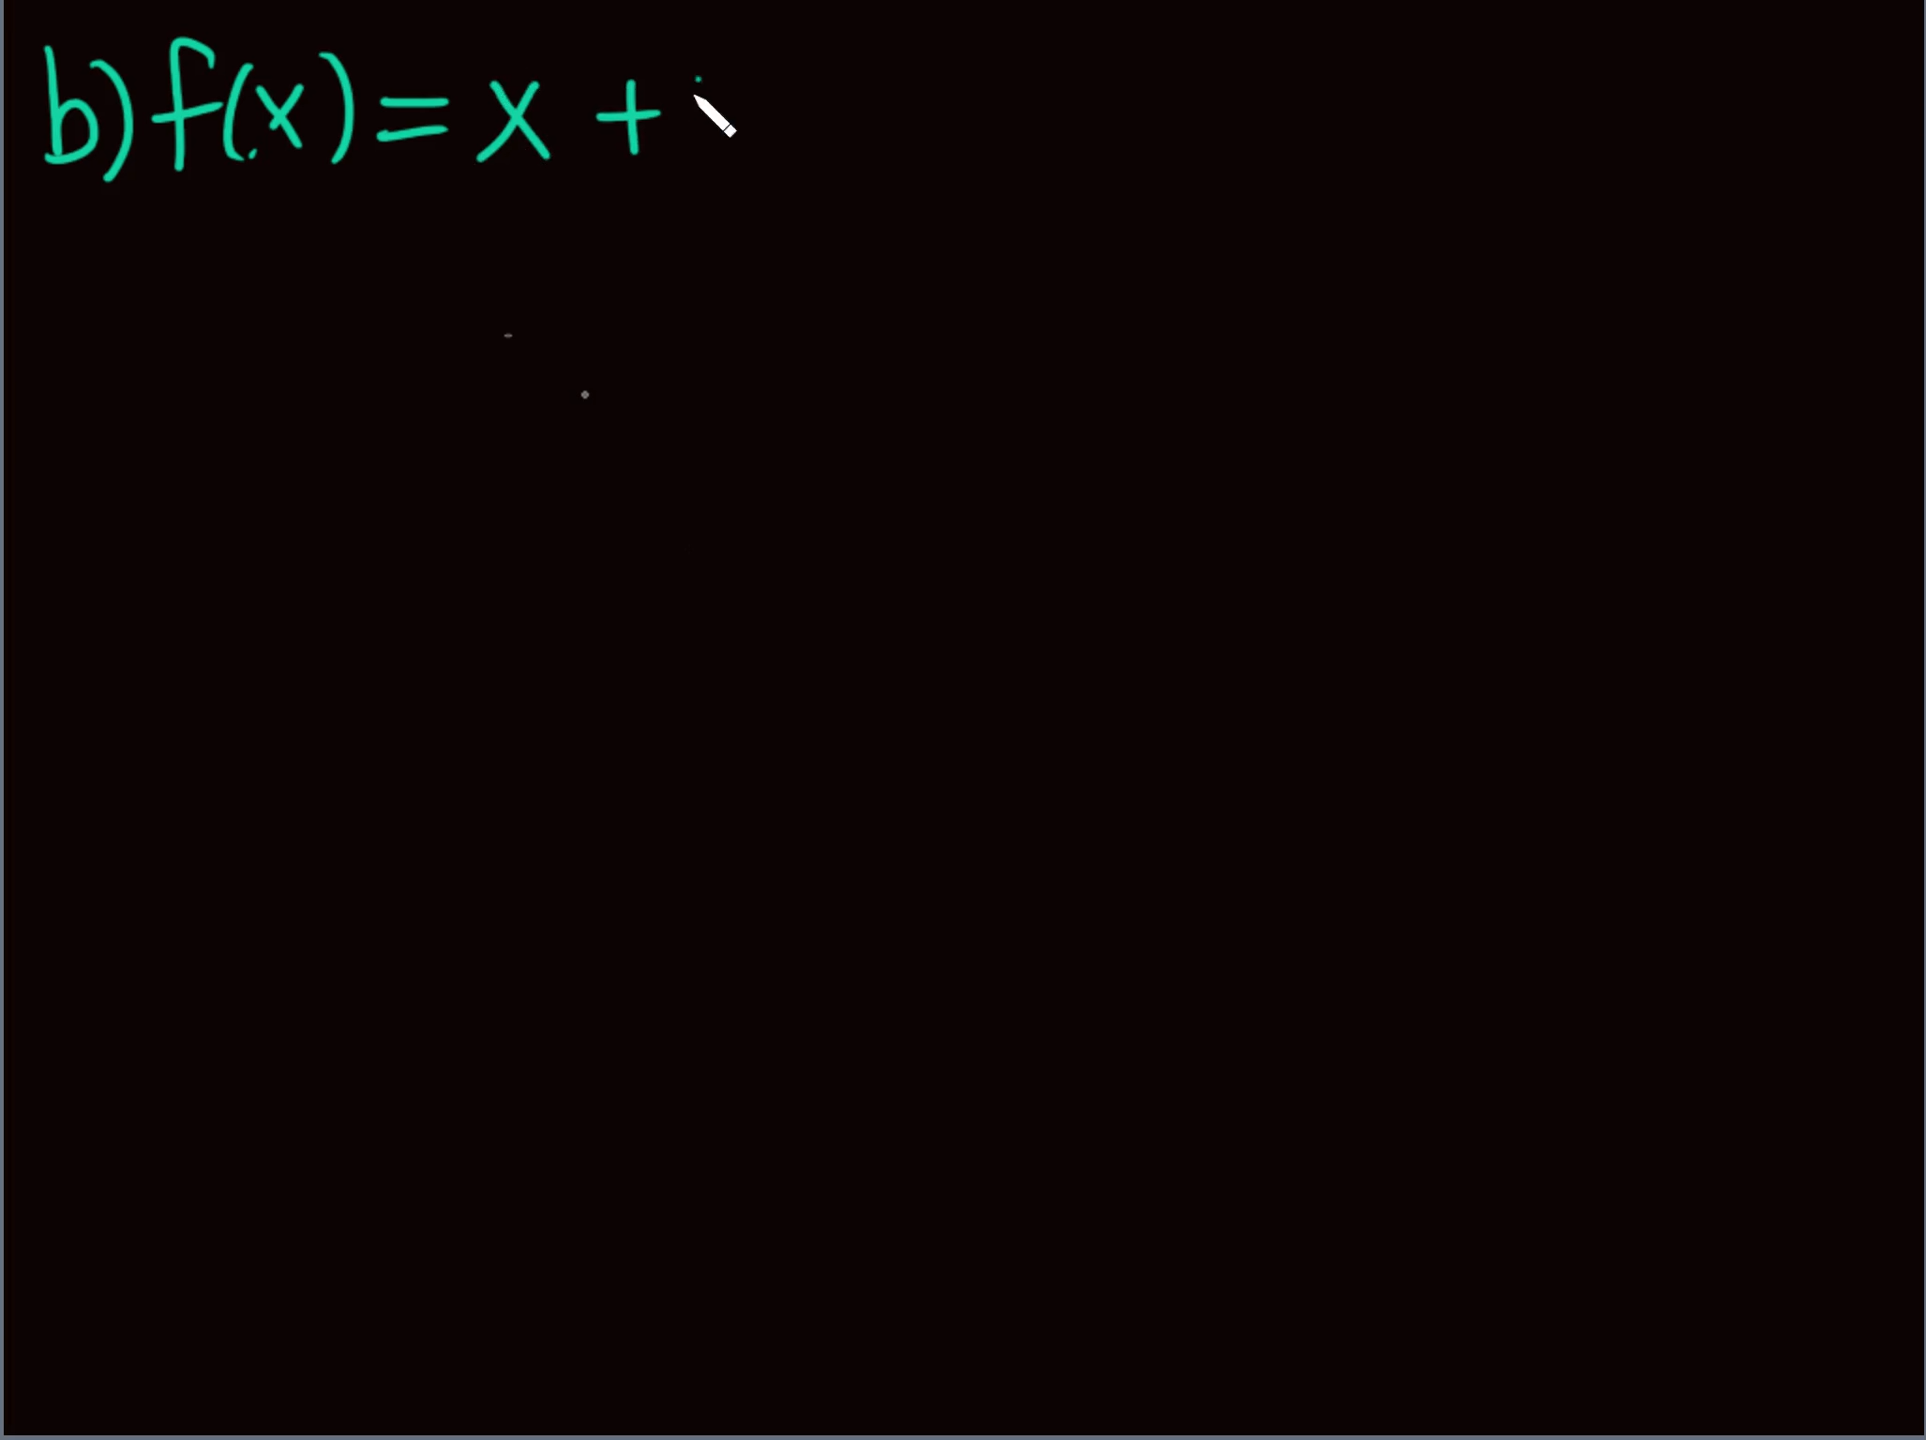 b) f(x) = x +